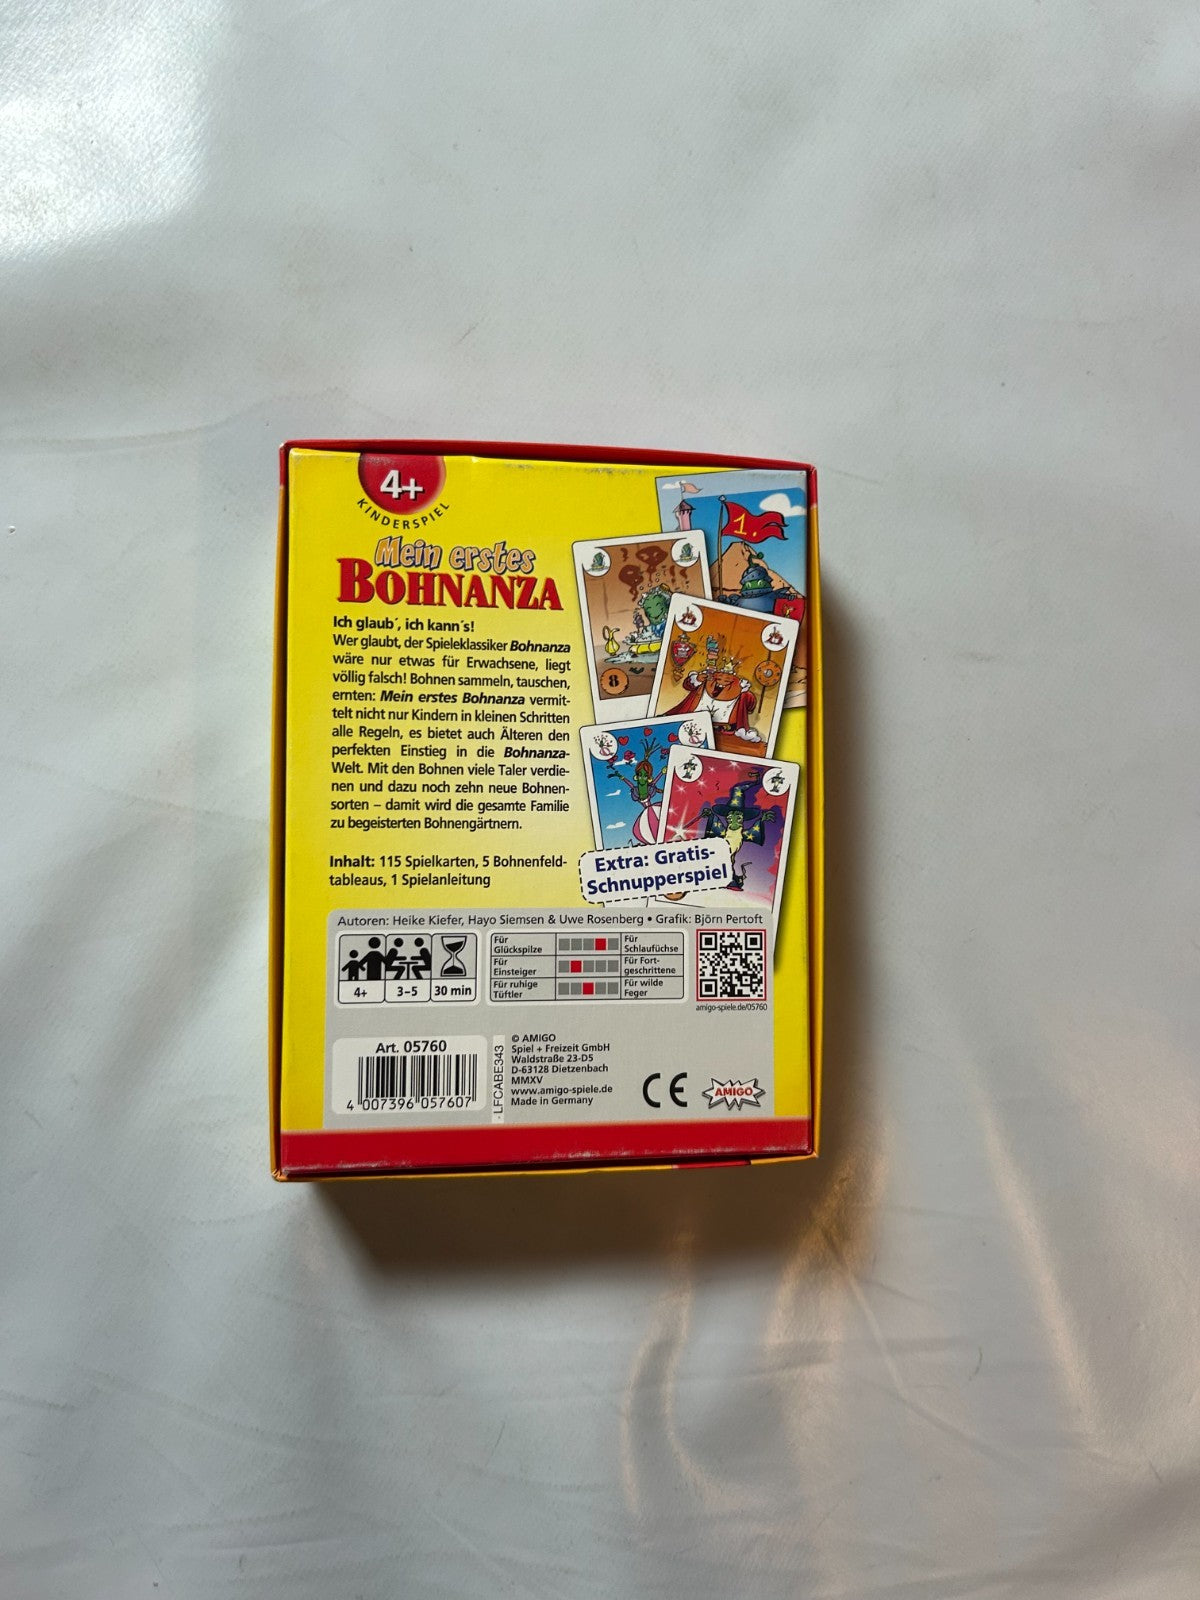 4+
KINDERSPIEL
Mein erstes
BOHNANZA
Ich glaub´, ich kann´s!
Wer glaubt, der Spieleklassiker Bohnanza
wäre nur etwas für Erwachsene, liegt
völlig falsch! Bohnen sammeln, tauschen,
ernten: Mein erstes Bohnanza vermit-
telt nicht nur Kindern in kleinen Schritten
alle Regeln, es bietet auch Älteren den
perfekten Einstieg in die Bohnanza-
Welt. Mit den Bohnen viele Taler verdie-
nen und dazu noch zehn neue Bohnen-
sorten – damit wird die gesamte Familie
zu begeisterten Bohnengärtnern.
Inhalt: 115 Spielkarten, 5 Bohnenfeld-
tableaus, 1 Spielanleitung
1.
8
Extra: Gratis-
Schnupperspiel
Autoren: Heike Kiefer, Hayo Siemsen & Uwe Rosenberg • Grafik: Björn Pertoft
4+ 3–5 30 min
Für Glückspilze
Für Schlaufüchse
Für Einsteiger
Für Fort-
geschrittene
Für ruhige Tüftler
Für wilde Feger
amigo-spiele.de/05760
Art. 05760
4 007396 057607
LFCABE343
© AMIGO
Spiel + Freizeit GmbH
Waldstraße 23-D5
D-63128 Dietzenbach
MMXV
www.amigo-spiele.de
Made in Germany
CE
AMIGO